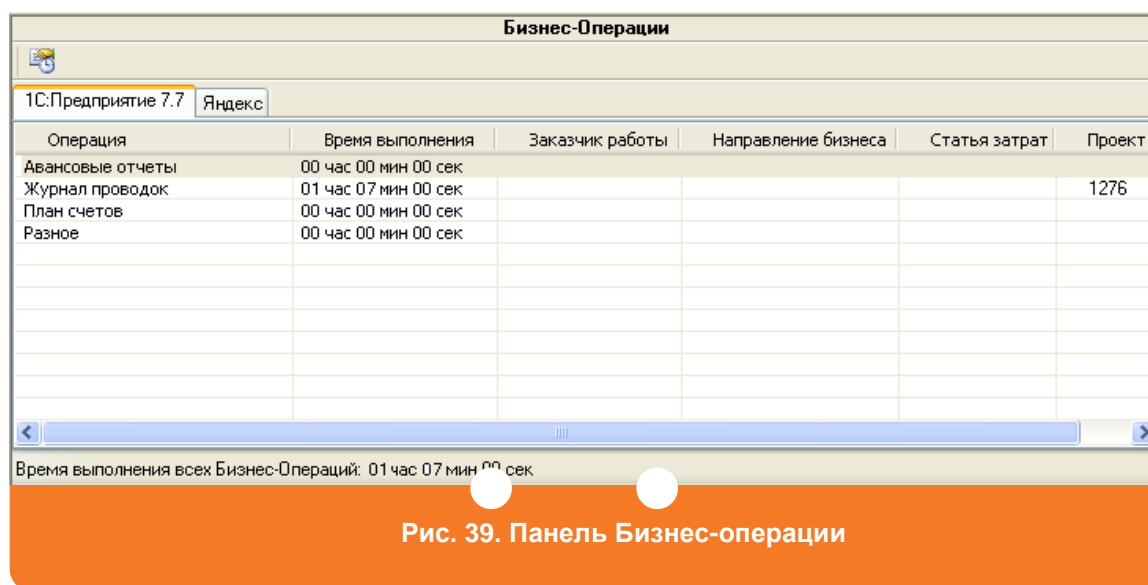 Бизнес-Операции
1С:Предприятие 7.7 Яндекс
Операция Время выполнения Заказчик работы Направление бизнеса Статья затрат Проект
Авансовые отчеты 00 час 00 мин 00 сек
Журнал проводок 01 час 07 мин 00 сек 1276
План счетов 00 час 00 мин 00 сек
Разное 00 час 00 мин 00 сек
Время выполнения всех Бизнес-Операций: 01 час 07 мин 00 сек
Рис. 39. Панель Бизнес-операции